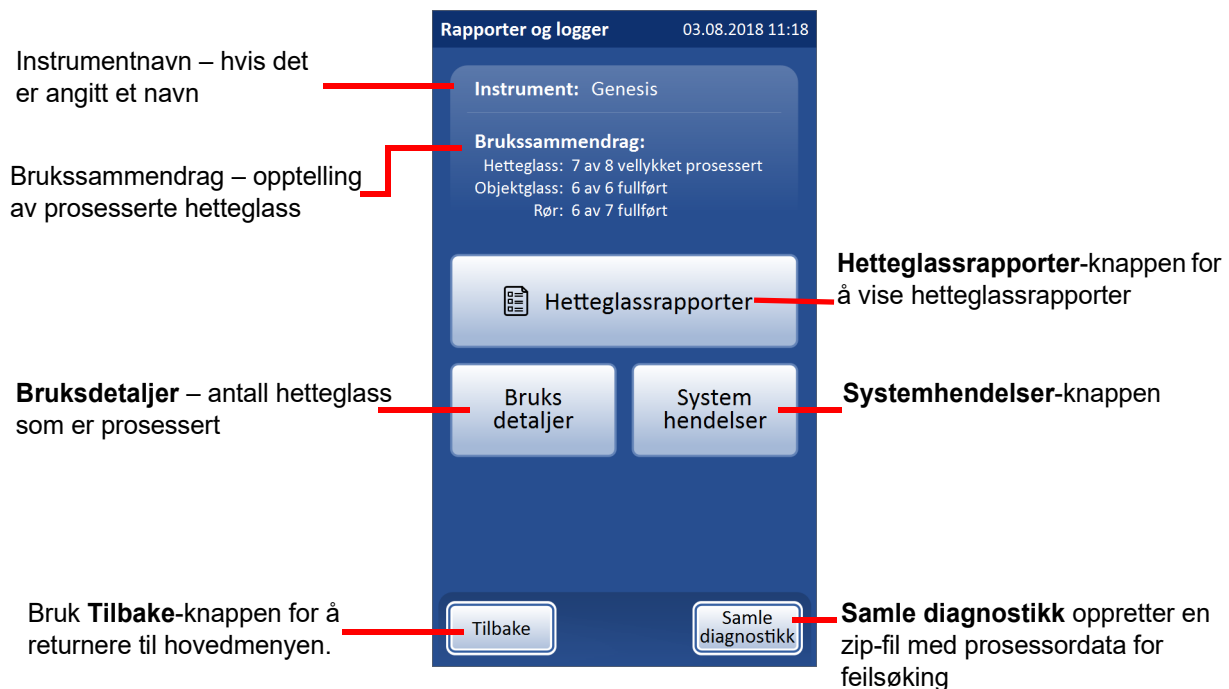 Rapporter og logger 03.08.2018 11:18
Instrumentnavn – hvis det
er angitt et navn
Instrument: Genesis
Brukssammendrag – opptelling
av prosesserte hetteglass
Brukssammendrag:
Hetteglass: 7 av 8 vellykket prosessert
Objektglass: 6 av 6 fullført
Rør: 6 av 7 fullført
Hetteglassrapporter
Hetteglassrapporter-knappen for
å vise hetteglassrapporter
Bruksdetaljer – antall hetteglass
som er prosessert
Bruks
detaljer
System
hendelser
Systemhendelser-knappen
Bruk Tilbake-knappen for å
returnere til hovedmenyen.
Tilbake
Samle
diagnostikk
Samle diagnostikk oppretter en
zip-fil med prosessordata for
feilsøking